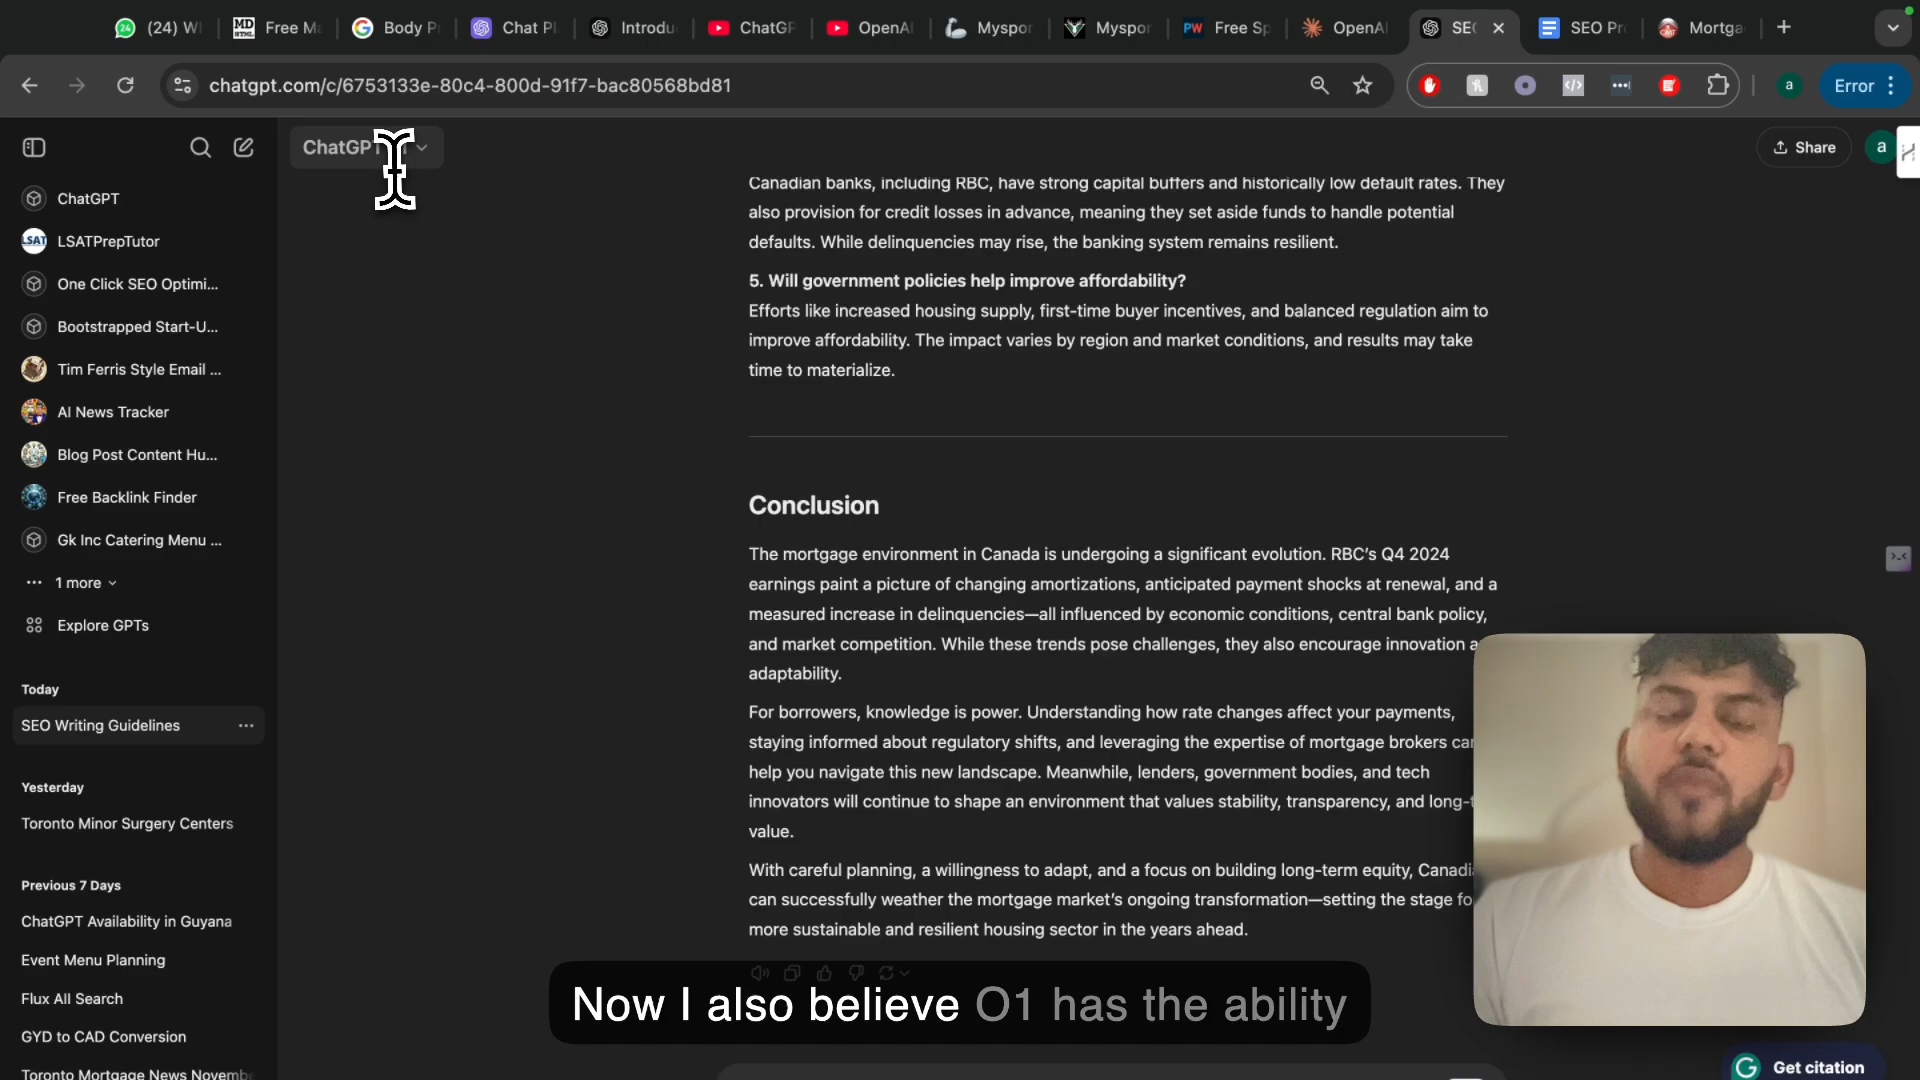 (24) W
Free Ma
Body P
Chat Pl
Introdu
ChatGP
OpenAI
Myspor
Myspor
Free Sp
OpenAI
SEO
SEO Pr
Mortga
chatgpt.com/c/6753133e-80c4-800d-91f7-bac80568bd81
a
Error
ChatGPT
Share
a
ChatGPT
LSATPrepTutor
One Click SEO Optimi...
Bootstrapped Start-U...
Tim Ferris Style Email ...
AI News Tracker
Blog Post Content Hu...
Free Backlink Finder
Gk Inc Catering Menu ...
1 more
Explore GPTs
Today
SEO Writing Guidelines
Yesterday
Toronto Minor Surgery Centers
Previous 7 Days
ChatGPT Availability in Guyana
Event Menu Planning
Flux AI Search
GYD to CAD Conversion
Toronto Mortgage News Novembe
Canadian banks, including RBC, have strong capital buffers and historically low default rates. They
also provision for credit losses in advance, meaning they set aside funds to handle potential
defaults. While delinquencies may rise, the banking system remains resilient.
5. Will government policies help improve affordability?
Efforts like increased housing supply, first-time buyer incentives, and balanced regulation aim to
improve affordability. The impact varies by region and market conditions, and results may take
time to materialize.
Conclusion
The mortgage environment in Canada is undergoing a significant evolution. RBC's Q4 2024
earnings paint a picture of changing amortizations, anticipated payment shocks at renewal, and a
measured increase in delinquencies—all influenced by economic conditions, central bank policy,
and market competition. While these trends pose challenges, they also encourage innovation a
adaptability.
For borrowers, knowledge is power. Understanding how rate changes affect your payments,
staying informed about regulatory shifts, and leveraging the expertise of mortgage brokers can
help you navigate this new landscape. Meanwhile, lenders, government bodies, and tech
innovators will continue to shape an environment that values stability, transparency, and long-t
value.
With careful planning, a willingness to adapt, and a focus on building long-term equity, Canadia
can successfully weather the mortgage market's ongoing transformation—setting the stage fo
more sustainable and resilient housing sector in the years ahead.
Now I also believe O1 has the ability
Get citation